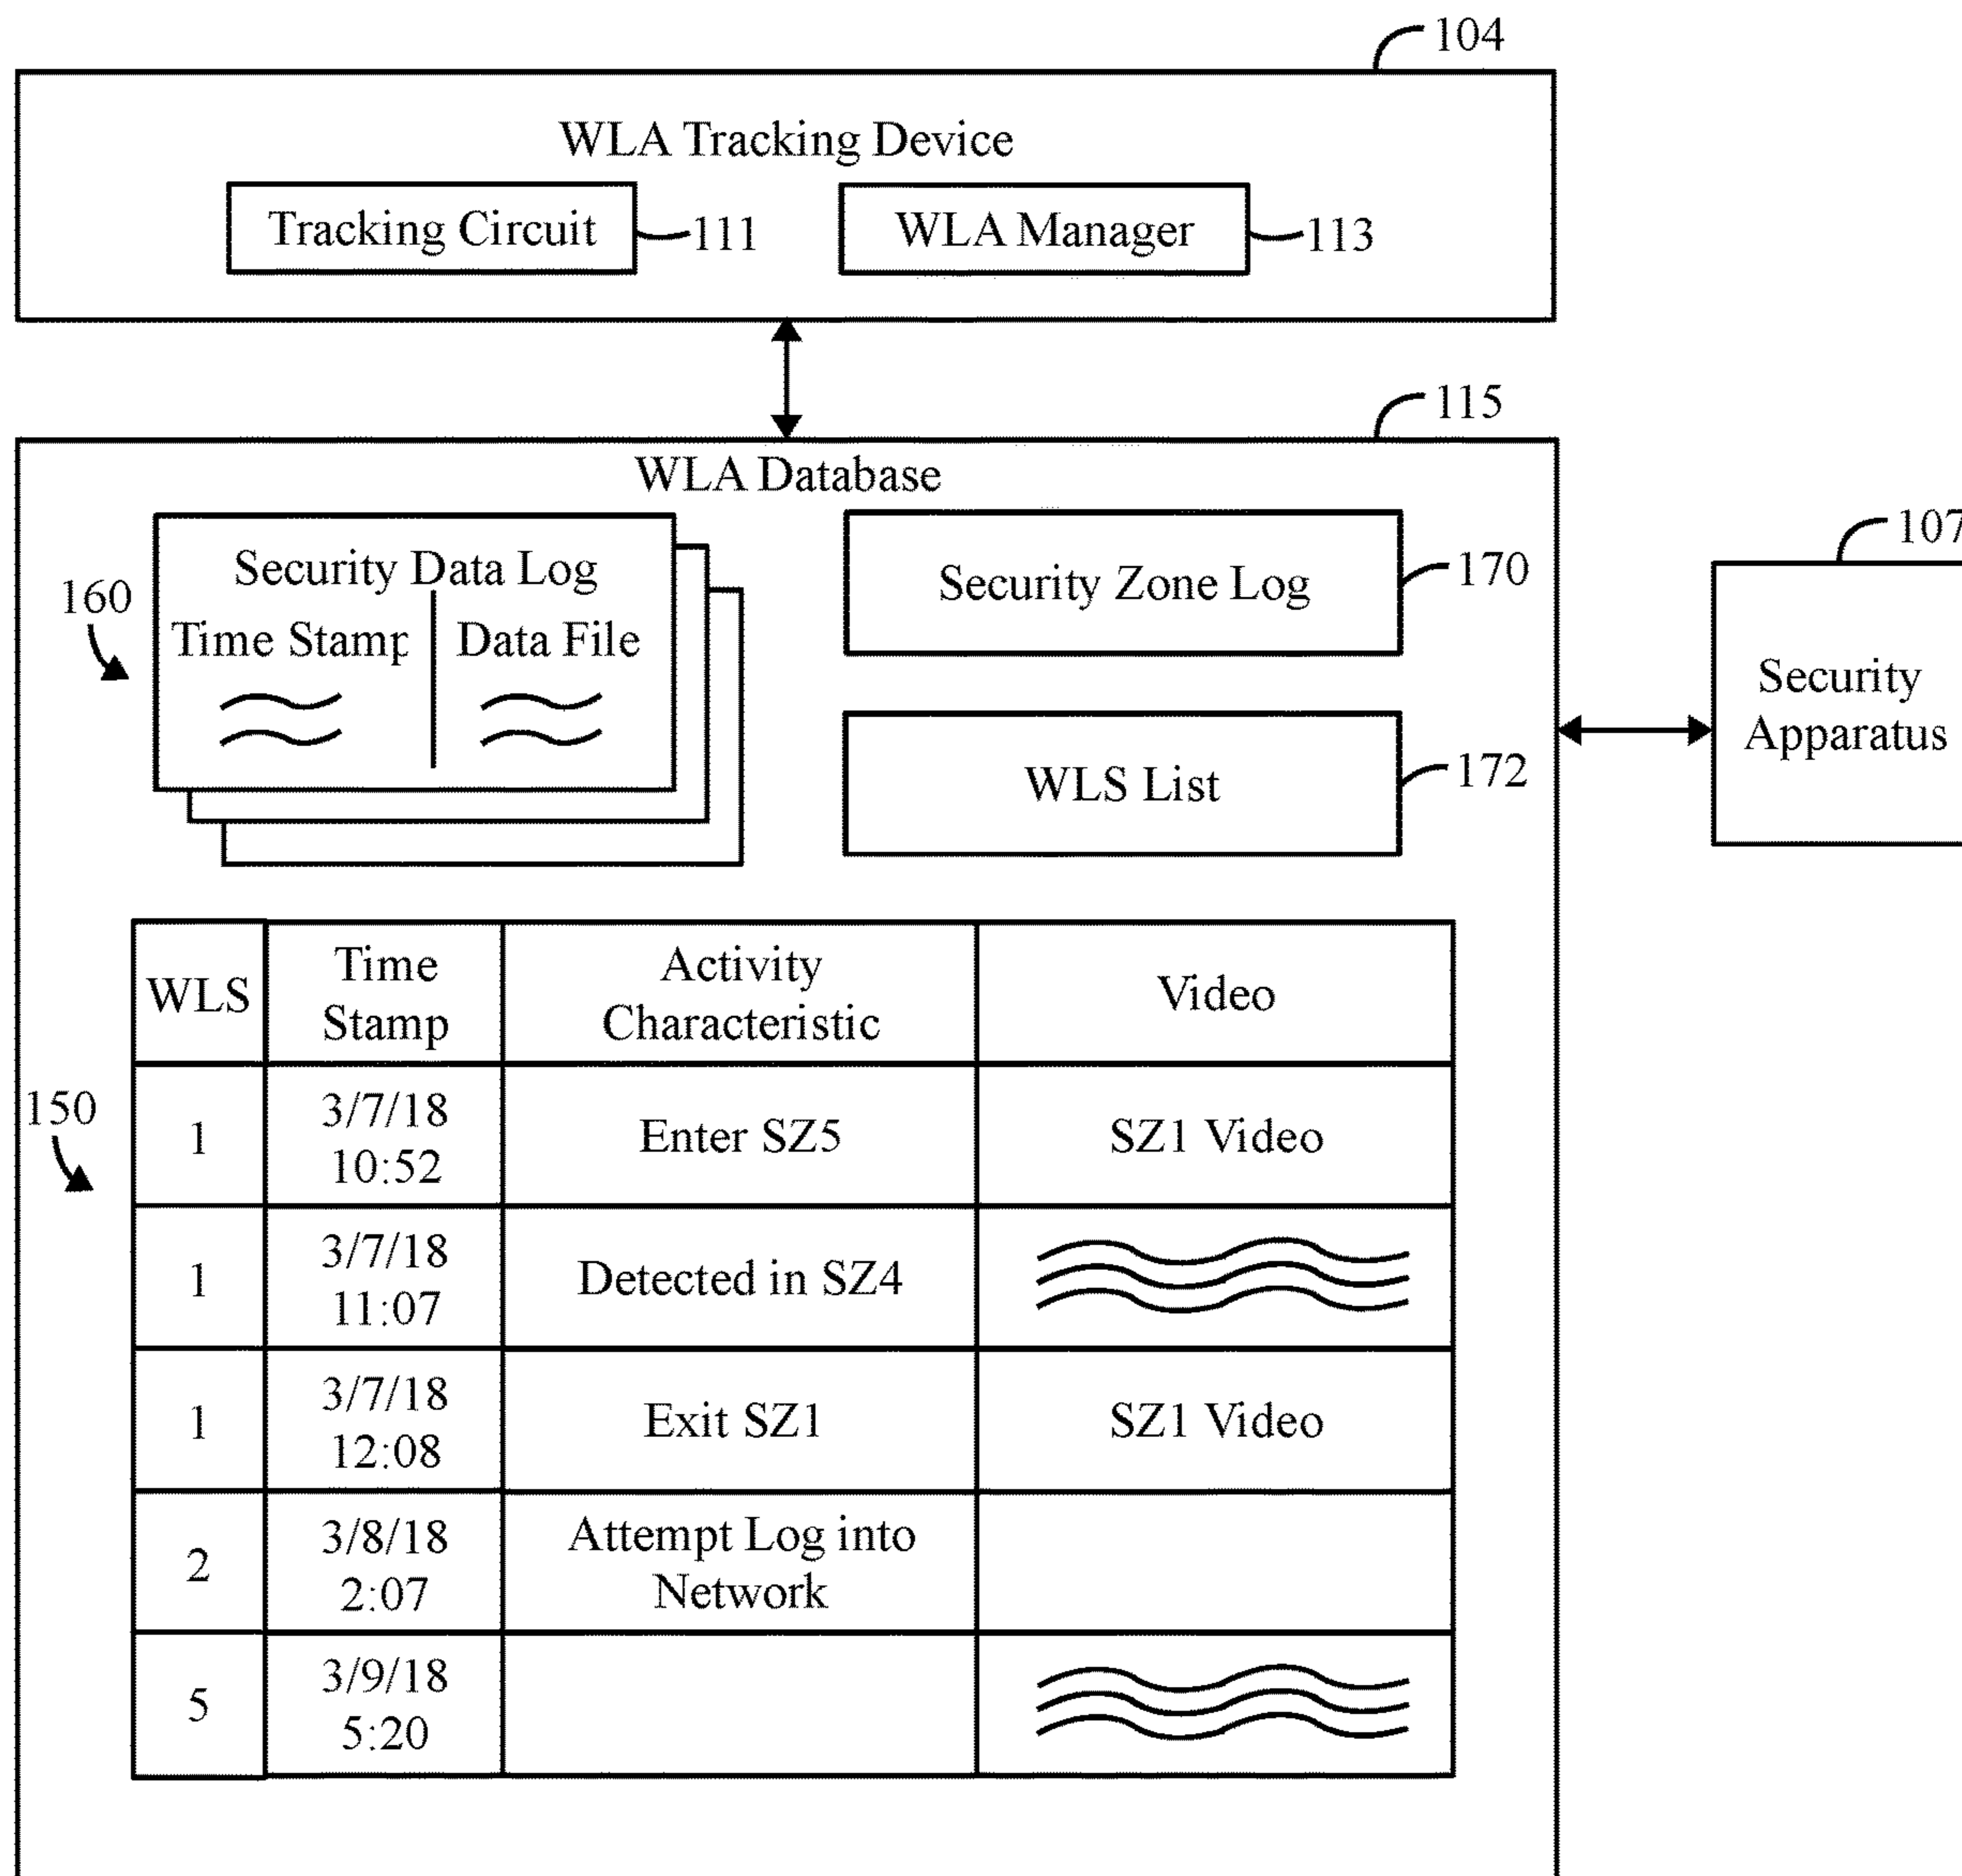 104
WLA Tracking Device
Tracking Circuit
111
WLA Manager
113
115
WLA Database
107
160
Security Data Log
Time Stamp
Data File
Security Zone Log
170
WLS List
172
Security
Apparatus
150
WLS
Time
Stamp
Activity
Characteristic
Video
1
3/7/18
10:52
Enter SZ5
SZ1 Video
1
3/7/18
11:07
Detected in SZ4
1
3/7/18
12:08
Exit SZ1
SZ1 Video
2
3/8/18
2:07
Attempt Log into
Network
5
3/9/18
5:20